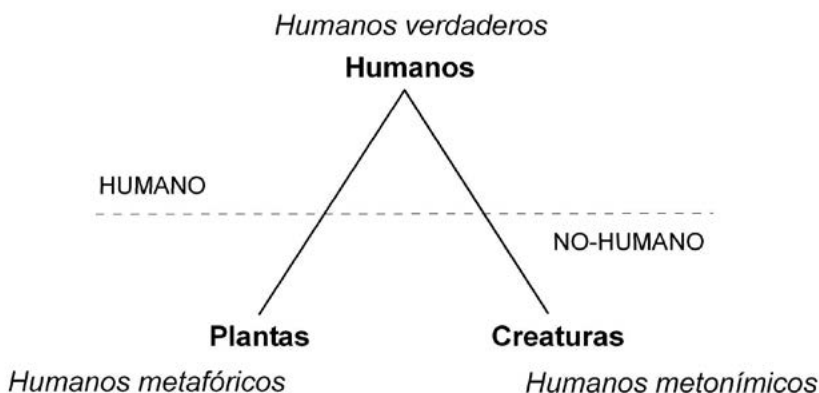 Humanos verdaderos
Humanos
HUMANO
NO-HUMANO
Plantas
Creaturas
Humanos metafóricos
Humanos metonímicos